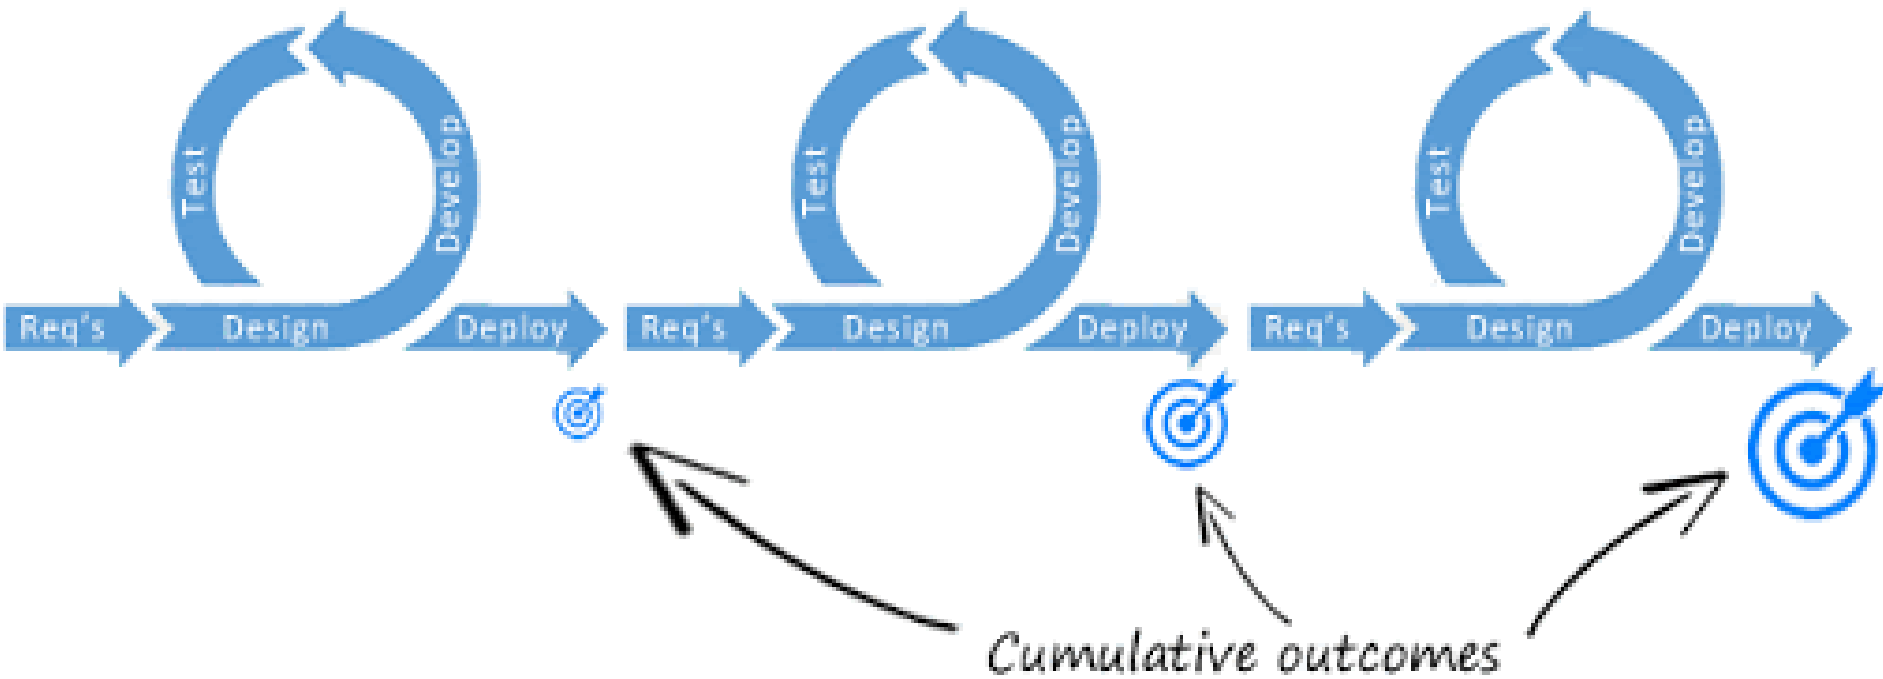 Test
Develop
Req's
Design
Deploy
Test
Develop
Req's
Design
Deploy
Test
Develop
Req's
Design
Deploy
Cumulative outcomes